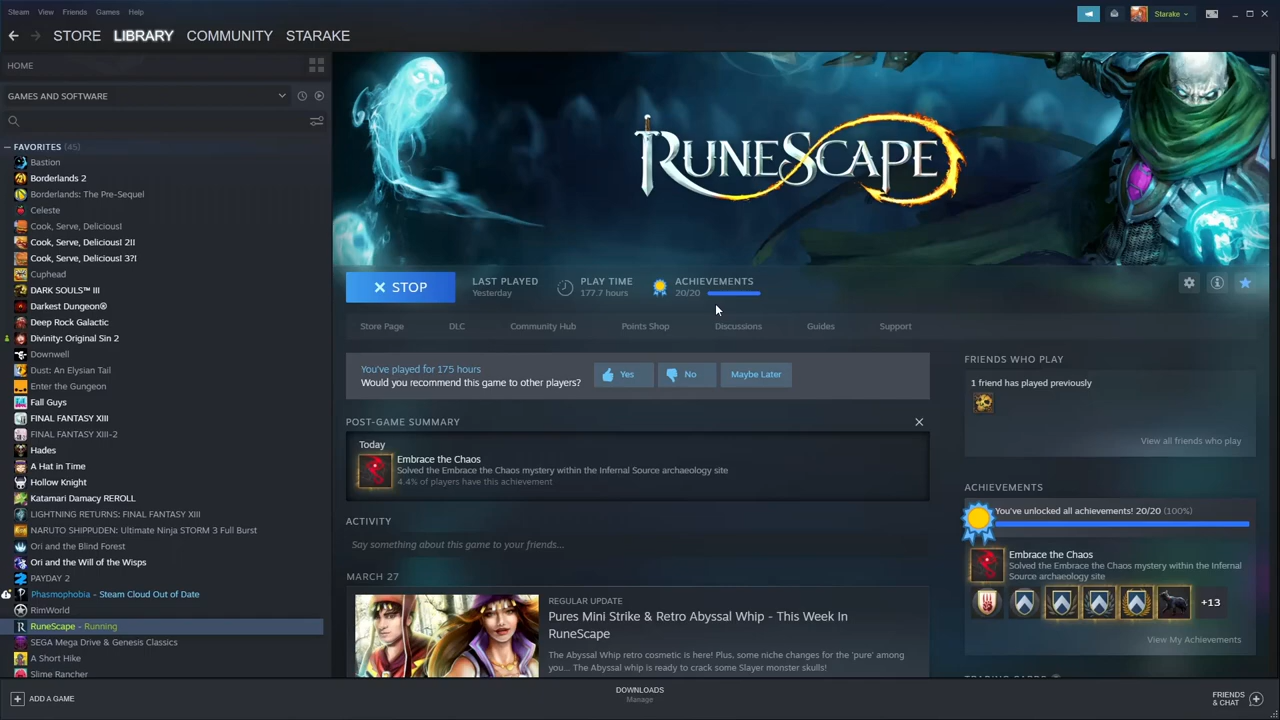 Steam View Friends Games Help
Starake
STORE LIBRARY COMMUNITY STARAKE
HOME
GAMES AND SOFTWARE
FAVORITES (45)
Bastion
Borderlands 2
Borderlands: The Pre-Sequel
Celeste
Cook, Serve, Delicious!
Cook, Serve, Delicious! 2!!
Cook, Serve, Delicious! 3?!
Cuphead
DARK SOULS™ III
Darkest Dungeon®
Deep Rock Galactic
Divinity: Original Sin 2
Downwell
Dust: An Elysian Tail
Enter the Gungeon
Fall Guys
FINAL FANTASY XIII
FINAL FANTASY XIII-2
Hades
A Hat in Time
Hollow Knight
Katamari Damacy REROLL
LIGHTNING RETURNS: FINAL FANTASY XIII
NARUTO SHIPPUDEN: Ultimate Ninja STORM 3 Full Burst
Ori and the Blind Forest
Ori and the Will of the Wisps
PAYDAY 2
Phasmophobia - Steam Cloud Out of Date
RimWorld
RuneScape - Running
SEGA Mega Drive & Genesis Classics
A Short Hike
Slime Rancher
ADD A GAME
RUNESCAPE
STOP
LAST PLAYED
Yesterday
PLAY TIME
177.7 hours
ACHIEVEMENTS
20/20
Store Page DLC Community Hub Points Shop Discussions Guides Support
You've played for 175 hours
Would you recommend this game to other players?
Yes No Maybe Later
POST-GAME SUMMARY
Today
Embrace the Chaos
Solved the Embrace the Chaos mystery within the Infernal Source archaeology site
4.4% of players have this achievement
ACTIVITY
Say something about this game to your friends...
MARCH 27
REGULAR UPDATE
Pures Mini Strike & Retro Abyssal Whip - This Week In
RuneScape
The Abyssal Whip retro cosmetic is here! Plus, some niche changes for the 'pure' among
you... The Abyssal whip is ready to crack some Slayer monster skulls!
FRIENDS WHO PLAY
1 friend has played previously
View all friends who play
ACHIEVEMENTS
You've unlocked all achievements! 20/20 (100%)
Embrace the Chaos
Solved the Embrace the Chaos mystery within the Infernal
Source archaeology site
+13
View My Achievements
DOWNLOADS
Manage
FRIENDS
& CHAT